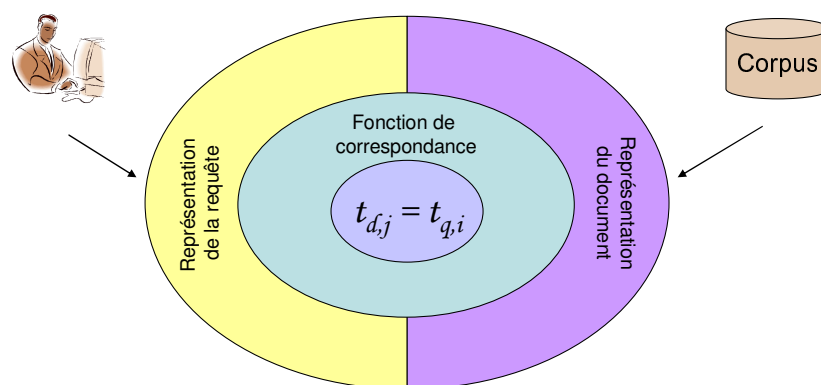 Corpus
Fonction de
correspondance
Représentation
de la requête
t_{d,j} = t_{q,i}
Représentation
du document